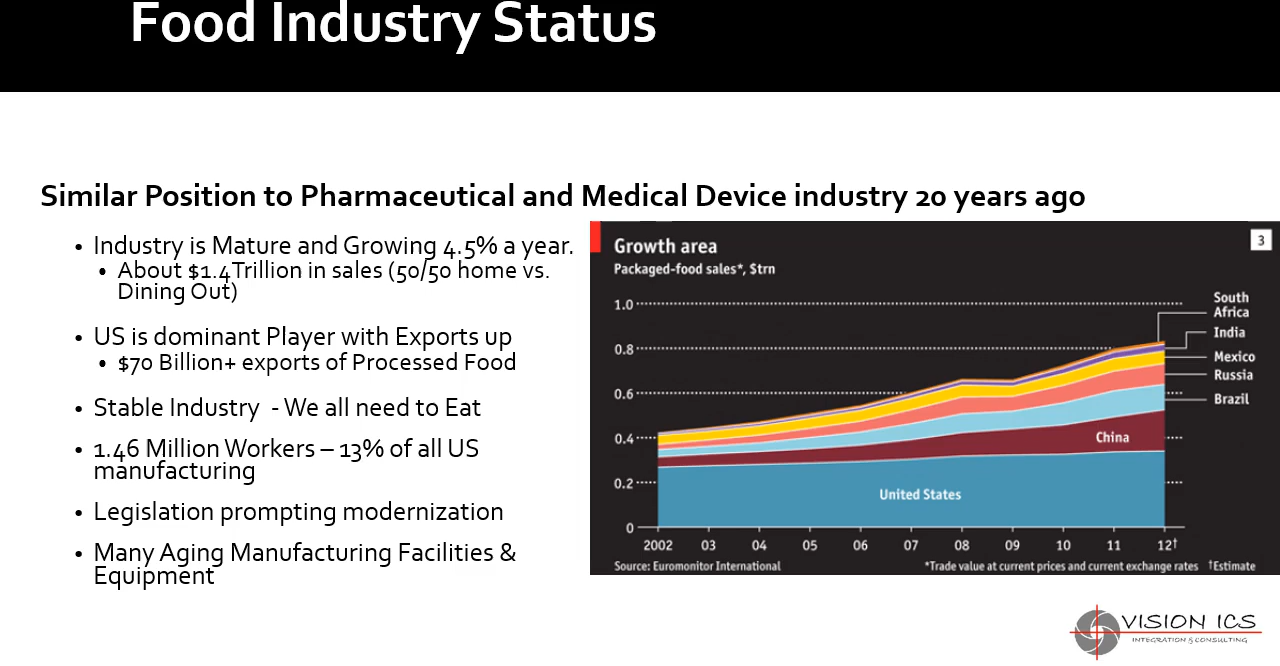 Food Industry Status
Similar Position to Pharmaceutical and Medical Device industry 20 years ago
• Industry is Mature and Growing 4.5% a year.
• About $1.4Trillion in sales (50/50 home vs.
Dining Out)
• US is dominant Player with Exports up
• $70 Billion+ exports of Processed Food
• Stable Industry - We all need to Eat
• 1.46 Million Workers – 13% of all US
manufacturing
• Legislation prompting modernization
• Many Aging Manufacturing Facilities &
Equipment
Growth area
3
Packaged-food sales*, $trn
1.0
0.8
0.6
0.4
0.2
0
South
Africa
India
Mexico
Russia
Brazil
China
United States
2002 03 04 05 06 07 08 09 10 11 12†
Source: Euromonitor International
*Trade value at current prices and current exchange rates †Estimate
VISION ICS
INTEGRATION & CONSULTING